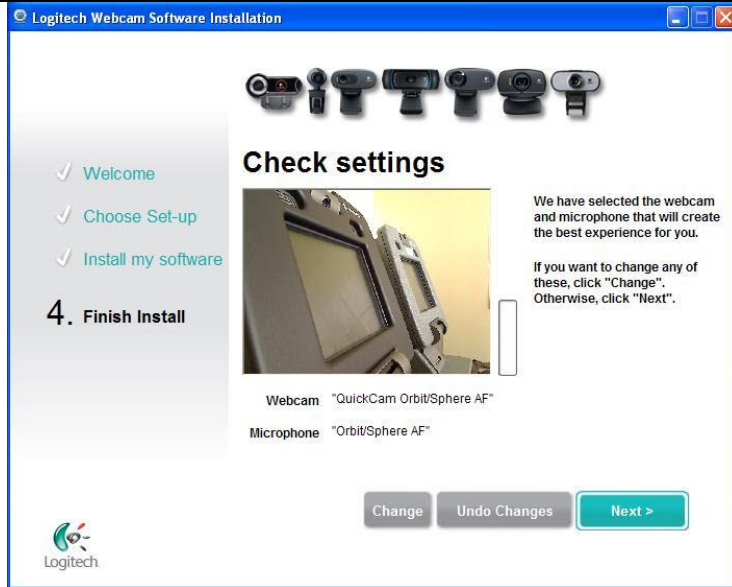 Logitech Webcam Software Installation
Check settings
Welcome
Choose Set-up
Install my software
4. Finish Install
We have selected the webcam
and microphone that will create
the best experience for you.
If you want to change any of
these, click "Change".
Otherwise, click "Next".
Webcam "QuickCam Orbit/Sphere AF"
Microphone "Orbit/Sphere AF"
Change
Undo Changes
Next >
Logitech